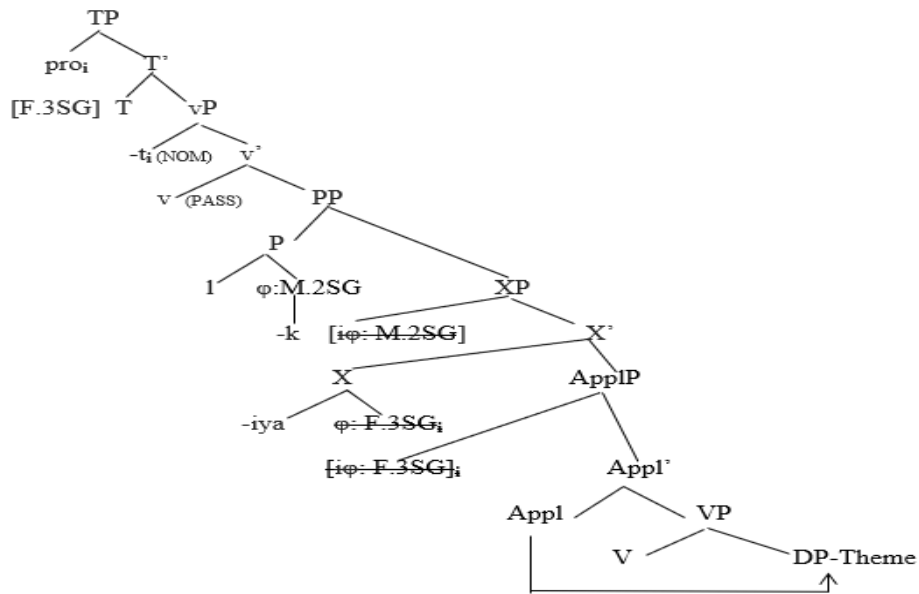 TP
proᵢ T’
[F.3SG] T vP
-tᵢ (NOM) v’
v (PASS) PP
P
l φ:M.2SG XP
-k [iφ: M.2SG] X’
X ApplP
-iya φ: F.3SGᵢ
[iφ: F.3SG]ᵢ Appl’
Appl VP
V DP-Theme